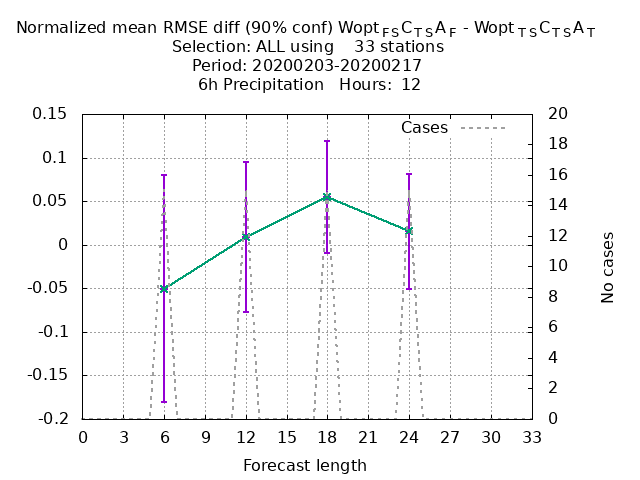 Normalized mean RMSE diff (90% conf) Wopt FS C TS A F - Wopt TS C TS A T
Selection: ALL using 33 stations
Period: 20200203-20200217
6h Precipitation Hours: 12
Cases
0.15
0.1
0.05
0
-0.05
-0.1
-0.15
-0.2
20
18
16
14
12
10
8
6
4
2
0
No cases
0 3 6 9 12 15 18 21 24 27 30 33
Forecast length